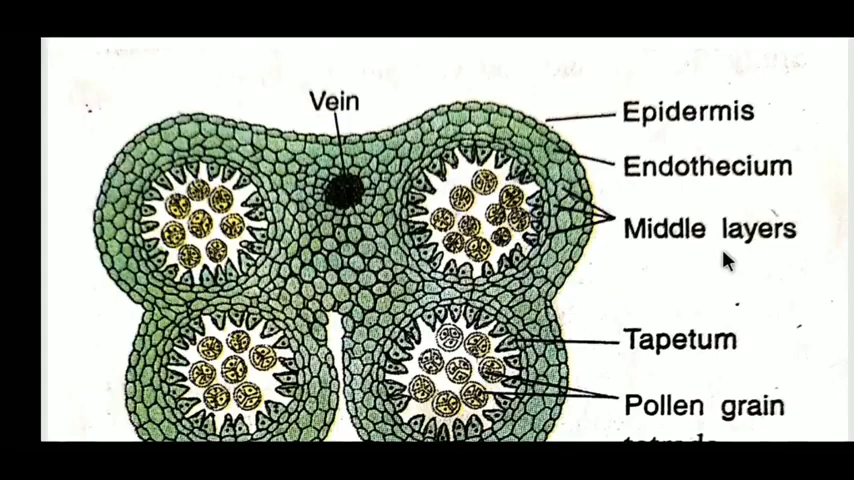 Vein
Epidermis
Endothecium
Middle layers
Tapetum
Pollen grain